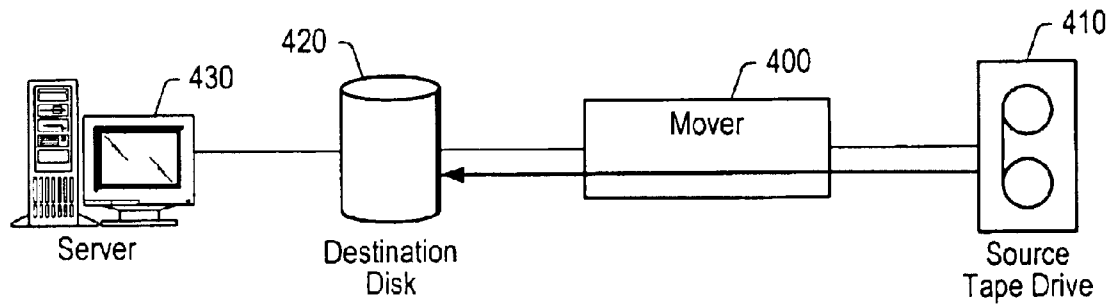 430
Server
420
Destination
Disk
400
Mover
410
Source
Tape Drive